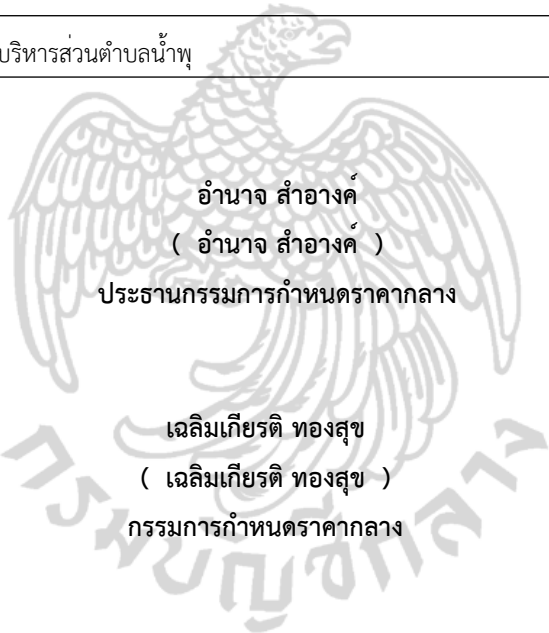 บริหารส่วนตำบลน้ำพุ
อำนาจ สำอางค์
( อำนาจ สำอางค์ )
ประธานกรรมการกำหนดราคากลาง
เฉลิมเกียรติ ทองสุข
( เฉลิมเกียรติ ทองสุข )
กรรมการกำหนดราคากลาง
กรมบัญชีกลาง